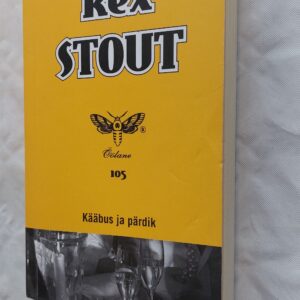 Rex
STOUT
®
Öölane
105
Kääbus ja pärdik